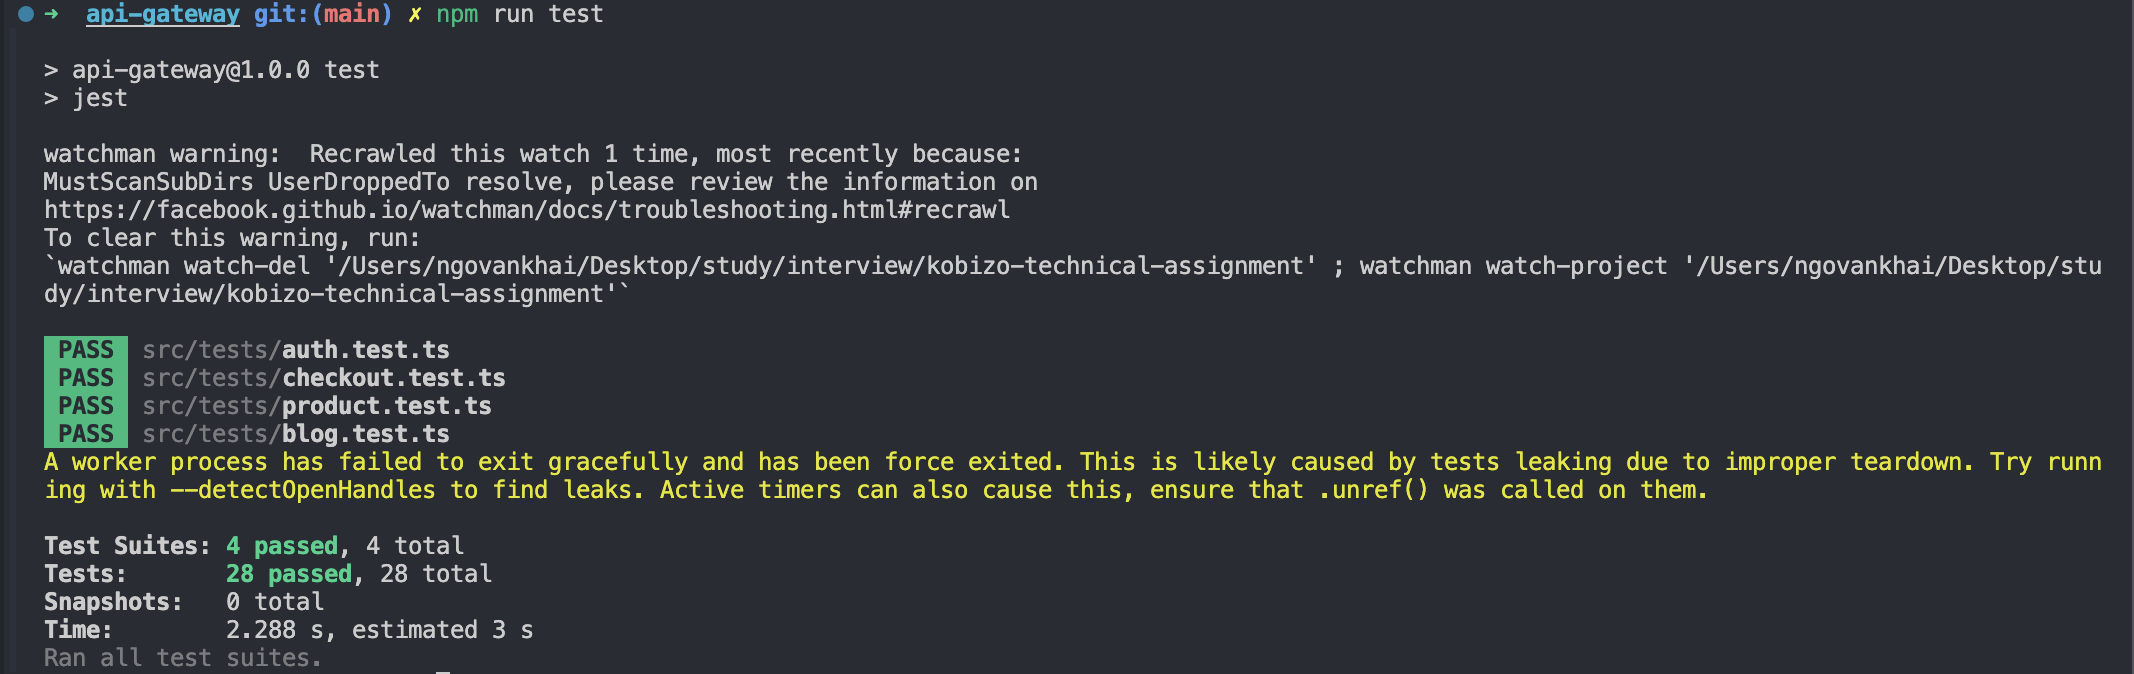 ➜  api-gateway git:(main) ✗ npm run test

> api-gateway@1.0.0 test
> jest

watchman warning:  Recrawled this watch 1 time, most recently because:
MustScanSubDirs UserDroppedTo resolve, please review the information on
https://facebook.github.io/watchman/docs/troubleshooting.html#recrawl
To clear this warning, run:
`watchman watch-del '/Users/ngovankhai/Desktop/study/interview/kobizo-technical-assignment' ; watchman watch-project '/Users/ngovankhai/Desktop/stu
dy/interview/kobizo-technical-assignment'`

PASS src/tests/auth.test.ts
PASS src/tests/checkout.test.ts
PASS src/tests/product.test.ts
PASS src/tests/blog.test.ts
A worker process has failed to exit gracefully and has been force exited. This is likely caused by tests leaking due to improper teardown. Try runn
ing with --detectOpenHandles to find leaks. Active timers can also cause this, ensure that .unref() was called on them.

Test Suites: 4 passed, 4 total
Tests:       28 passed, 28 total
Snapshots:   0 total
Time:        2.288 s, estimated 3 s
Ran all test suites.